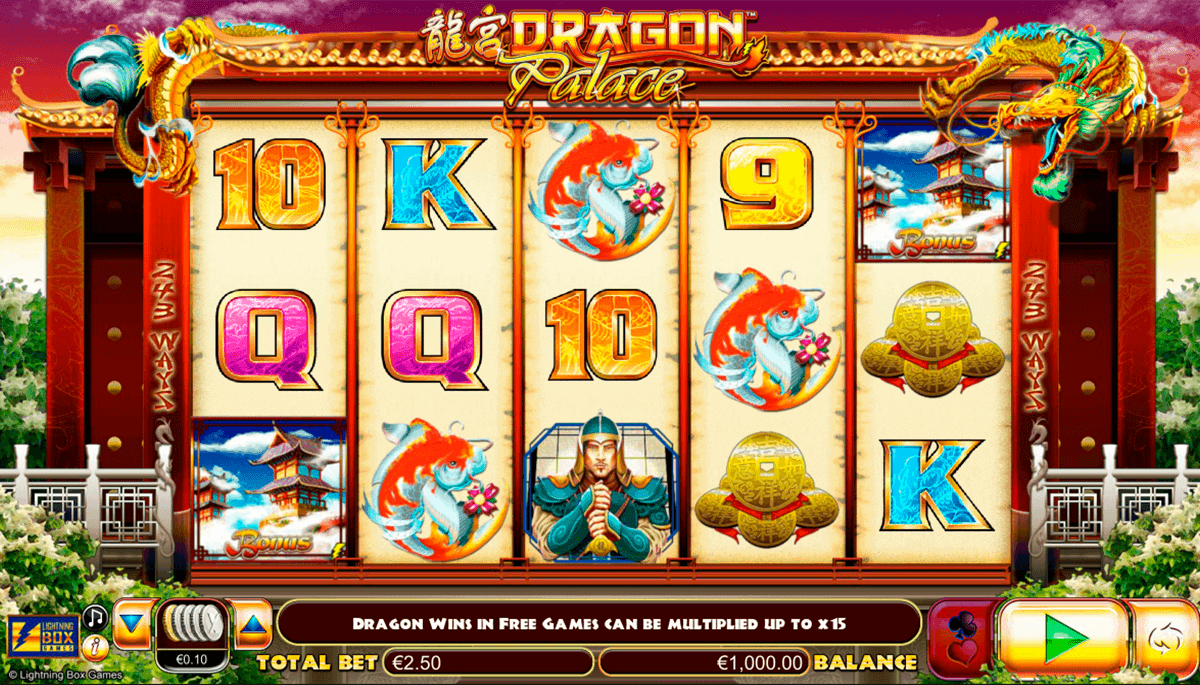 龍宮 DRAGON™
Palace
10 K 9
Bonus
243 WAYS
243 WAYS
Q Q 10
Bonus
K
DRAGON WINS IN FREE GAMES CAN BE MULTIPLIED UP TO X15
LIGHTNING
BOX
GAMES
i
€0.10
TOTAL BET €2.50 €1,000.00 BALANCE
© Lightning Box Games